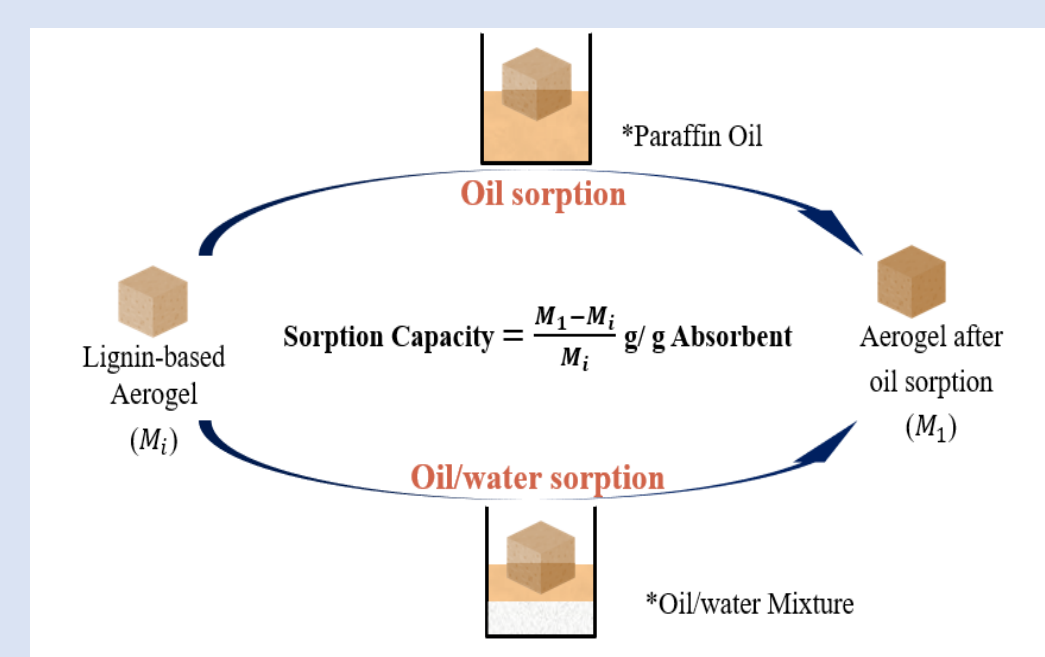 *Paraffin Oil
Oil sorption
Lignin-based
Aerogel
(Mᵢ)
Sorption Capacity = (M₁−Mᵢ)/Mᵢ g/ g Absorbent
Aerogel after
oil sorption
(M₁)
Oil/water sorption
*Oil/water Mixture